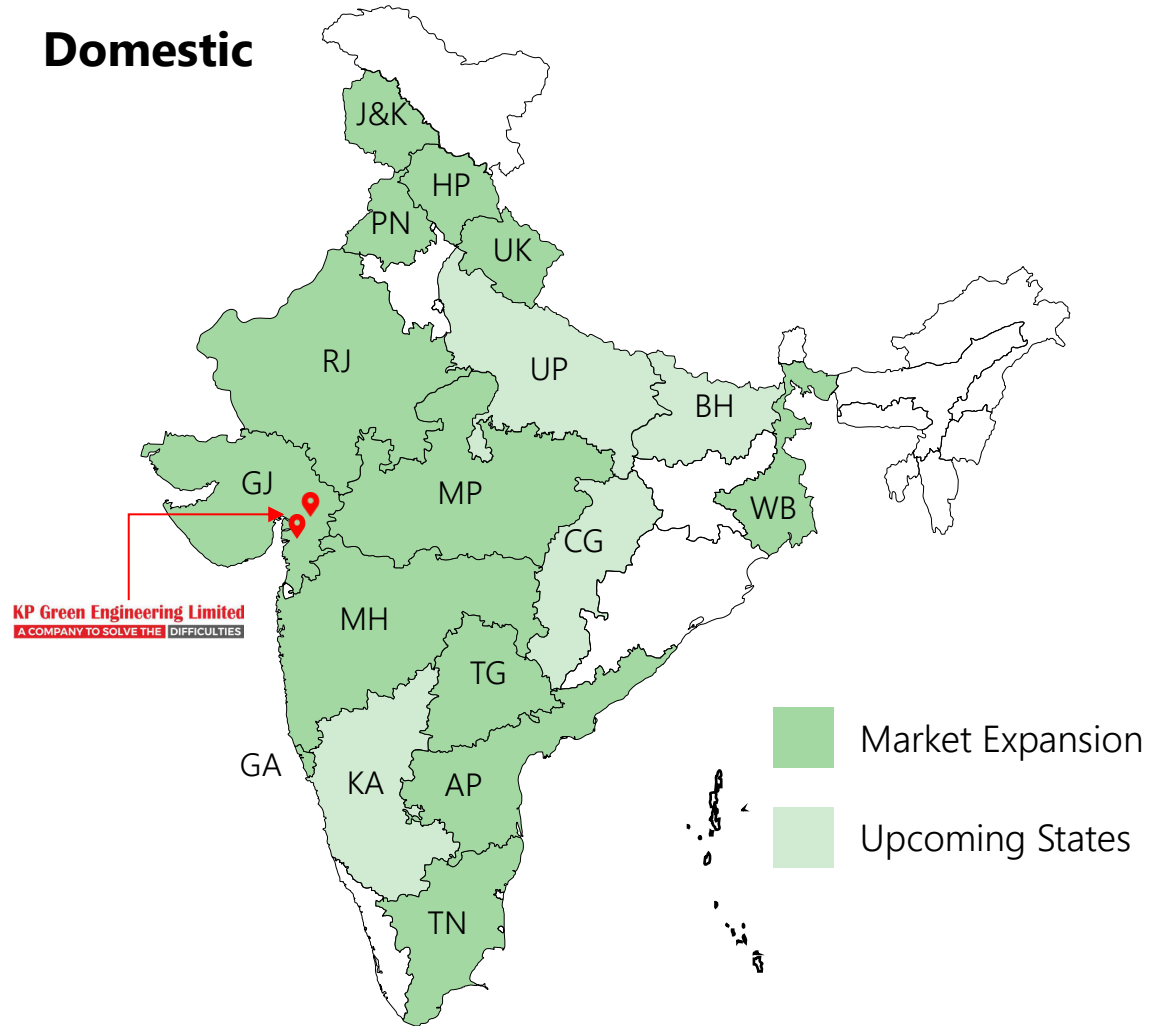 Domestic
J&K
HP
PN
UK
RJ
UP
BH
GJ
MP
WB
CG
KP Green Engineering Limited
A COMPANY TO SOLVE THE DIFFICULTIES
MH
TG
GA
KA
AP
TN
Market Expansion
Upcoming States